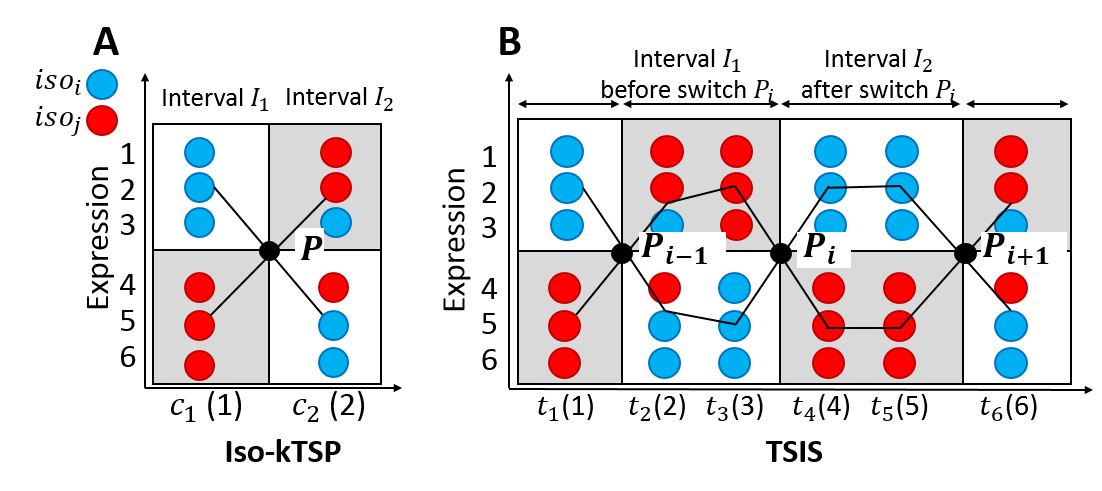 A
iso_i
iso_j
Interval I_1
Interval I_2
Expression
1
2
3
4
5
6
P
c_1 (1)
c_2 (2)
Iso-kTSP
B
Interval I_1
before switch P_i
Interval I_2
after switch P_i
Expression
1
2
3
4
5
6
P_{i-1}
P_i
P_{i+1}
t_1(1)
t_2(2)
t_3(3)
t_4(4)
t_5(5)
t_6(6)
TSIS